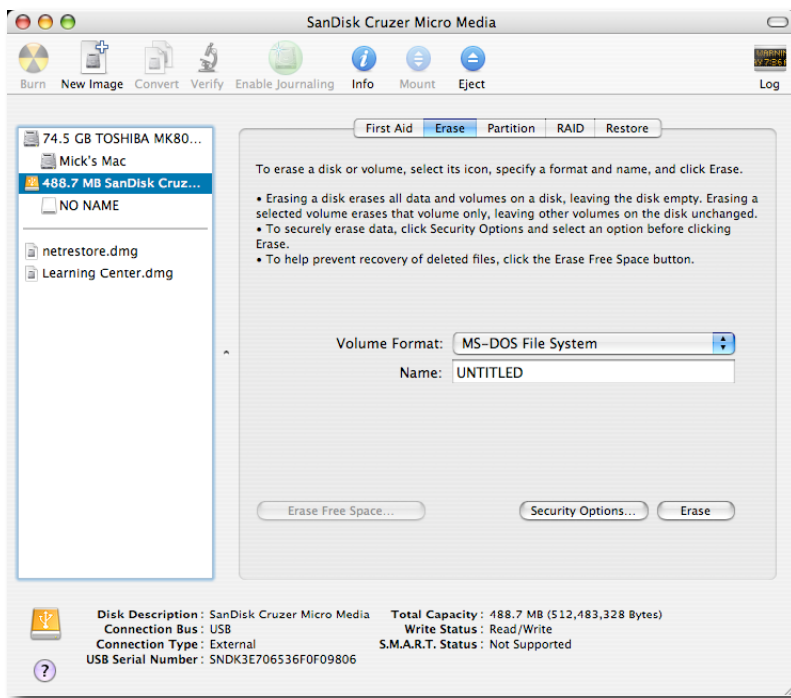 SanDisk Cruzer Micro Media
Burn New Image Convert Verify Enable Journaling Info Mount Eject Log
First Aid Erase Partition RAID Restore
74.5 GB TOSHIBA MK80...
Mick's Mac
488.7 MB SanDisk Cruz...
NO NAME
netrestore.dmg
Learning Center.dmg
To erase a disk or volume, select its icon, specify a format and name, and click Erase.
• Erasing a disk erases all data and volumes on a disk, leaving the disk empty. Erasing a
selected volume erases that volume only, leaving other volumes on the disk unchanged.
• To securely erase data, click Security Options and select an option before clicking
Erase.
• To help prevent recovery of deleted files, click the Erase Free Space button.
Volume Format: MS-DOS File System
Name: UNTITLED
Erase Free Space... Security Options... Erase
Disk Description : SanDisk Cruzer Micro Media Total Capacity : 488.7 MB (512,483,328 Bytes)
Connection Bus : USB Write Status : Read/Write
Connection Type : External S.M.A.R.T. Status : Not Supported
USB Serial Number : SNDK3E706536F0F09806